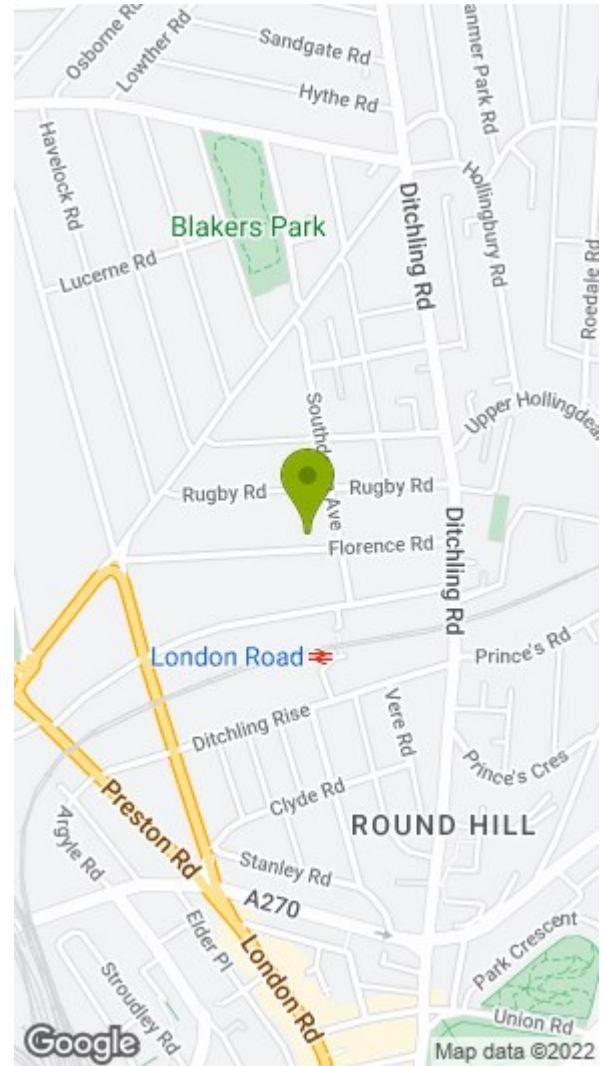 Osborne Rd
Lowther Rd
Sandgate Rd
Hythe Rd
Havelock Rd
Hollingbury Rd
Ditchling Rd
Blakers Park
Lucerne Rd
Roedale Rd
Rugby Rd
Rugby Rd
Florence Rd
Ditchling Rd
London Road
Prince's Rd
Ditchling Rise
Vere Rd
Prince's Cres
Preston Rd
Clyde Rd
Argyle Rd
ROUND HILL
Stanley Rd
A270
Elder Pl
London Rd
Park Crescent
Stroudley Rd
Union Rd
Google
Map data ©2022